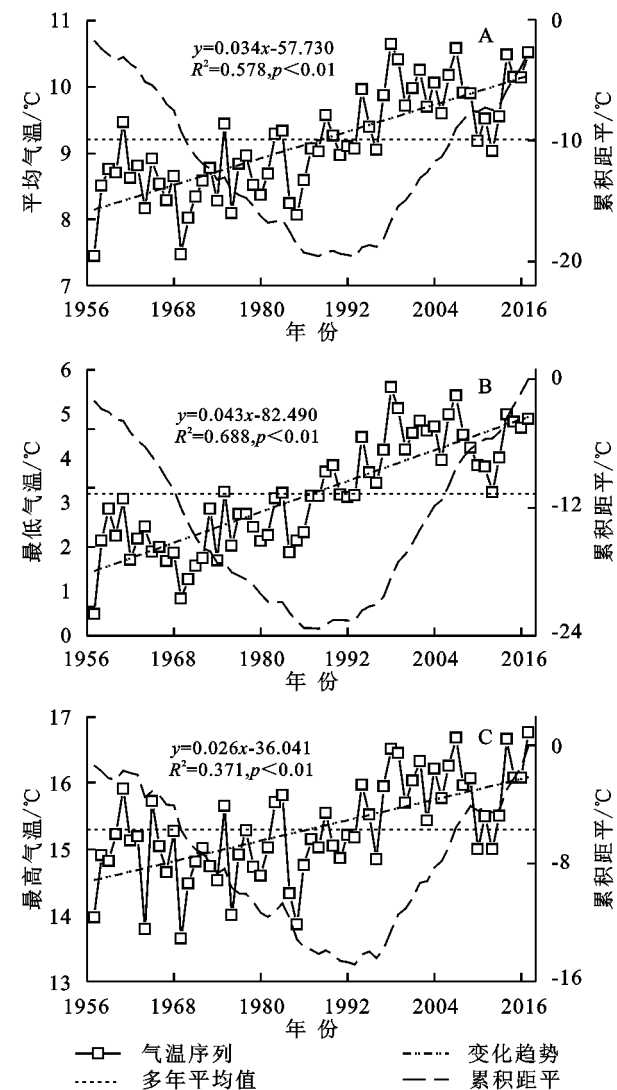 A
y=0.034x-57.730
R²=0.578,p<0.01
平均气温/℃
11
10
9
8
7
累积距平/℃
0
-10
-20
1956 1968 1980 1992 2004 2016
年 份
B
y=0.043x-82.490
R²=0.688,p<0.01
最低气温/℃
6
5
4
3
2
1
0
累积距平/℃
0
-12
-24
1956 1968 1980 1992 2004 2016
年 份
C
y=0.026x-36.041
R²=0.371,p<0.01
最高气温/℃
17
16
15
14
13
累积距平/℃
0
-8
-16
1956 1968 1980 1992 2004 2016
年 份
气温序列 变化趋势
多年平均值 累积距平